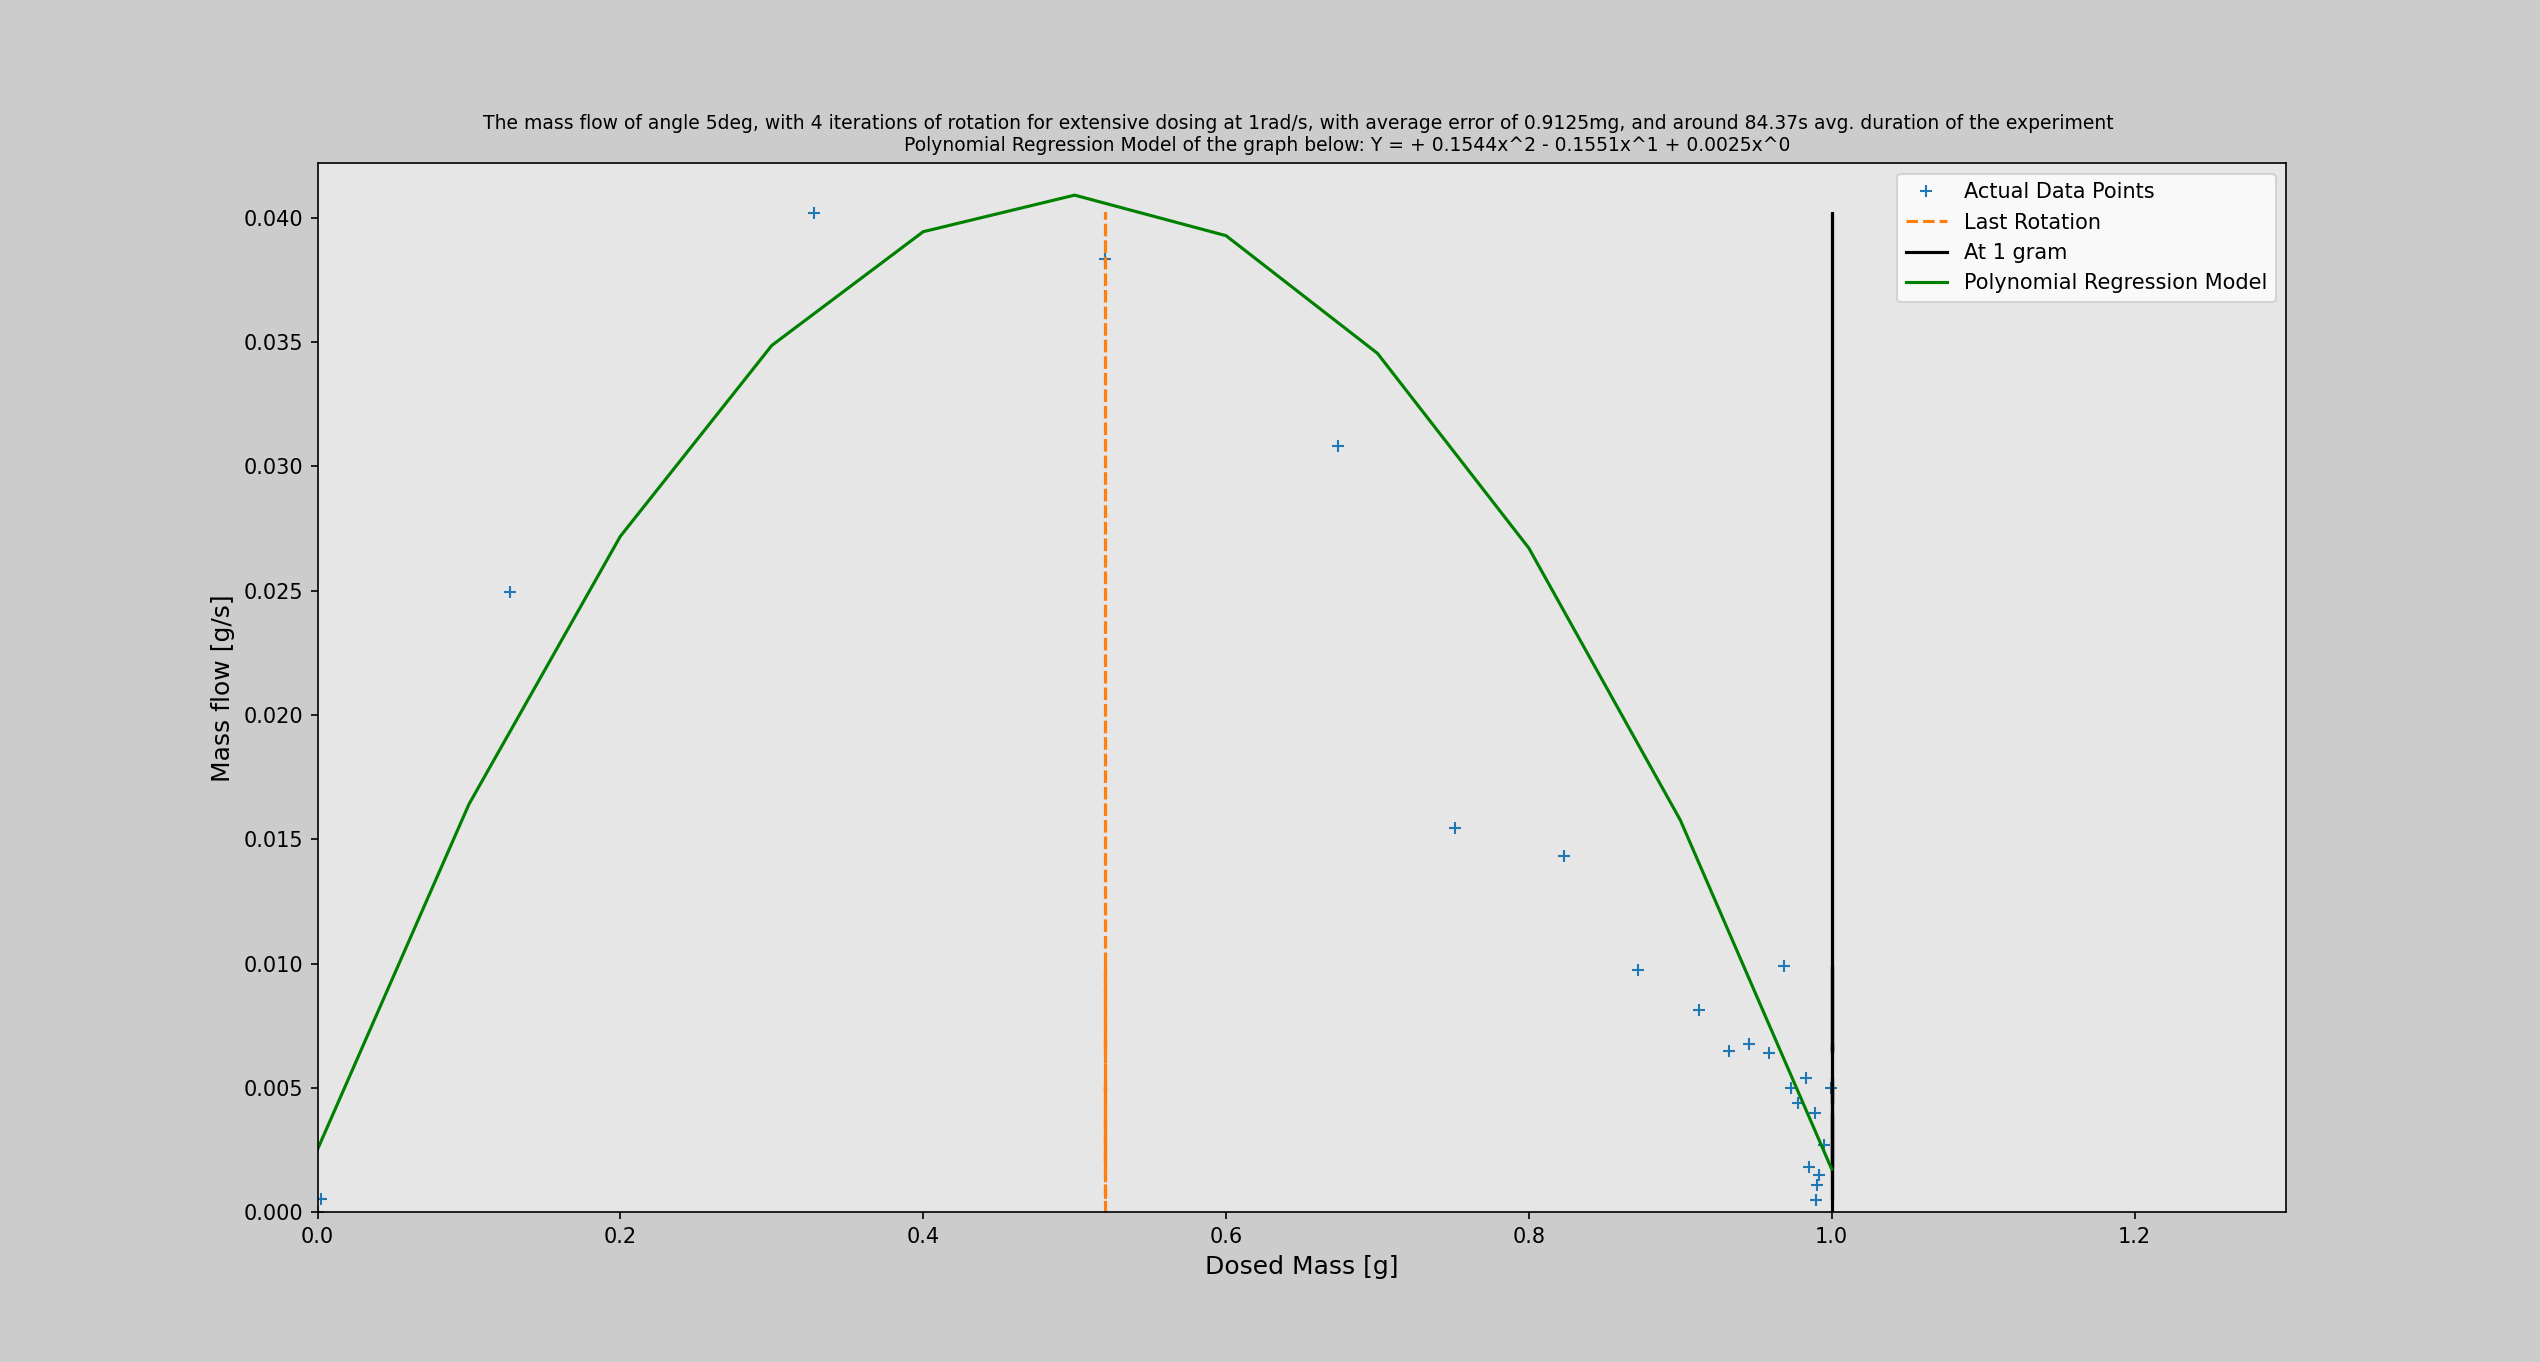 The mass flow of angle 5deg, with 4 iterations of rotation for extensive dosing at 1rad/s, with average error of 0.9125mg, and around 84.37s avg. duration of the experiment
Polynomial Regression Model of the graph below: Y = + 0.1544x^2 - 0.1551x^1 + 0.0025x^0
Actual Data Points
Last Rotation
At 1 gram
Polynomial Regression Model
0.040
0.035
0.030
0.025
0.020
0.015
0.010
0.005
0.000
Mass flow [g/s]
0.0 0.2 0.4 0.6 0.8 1.0 1.2
Dosed Mass [g]